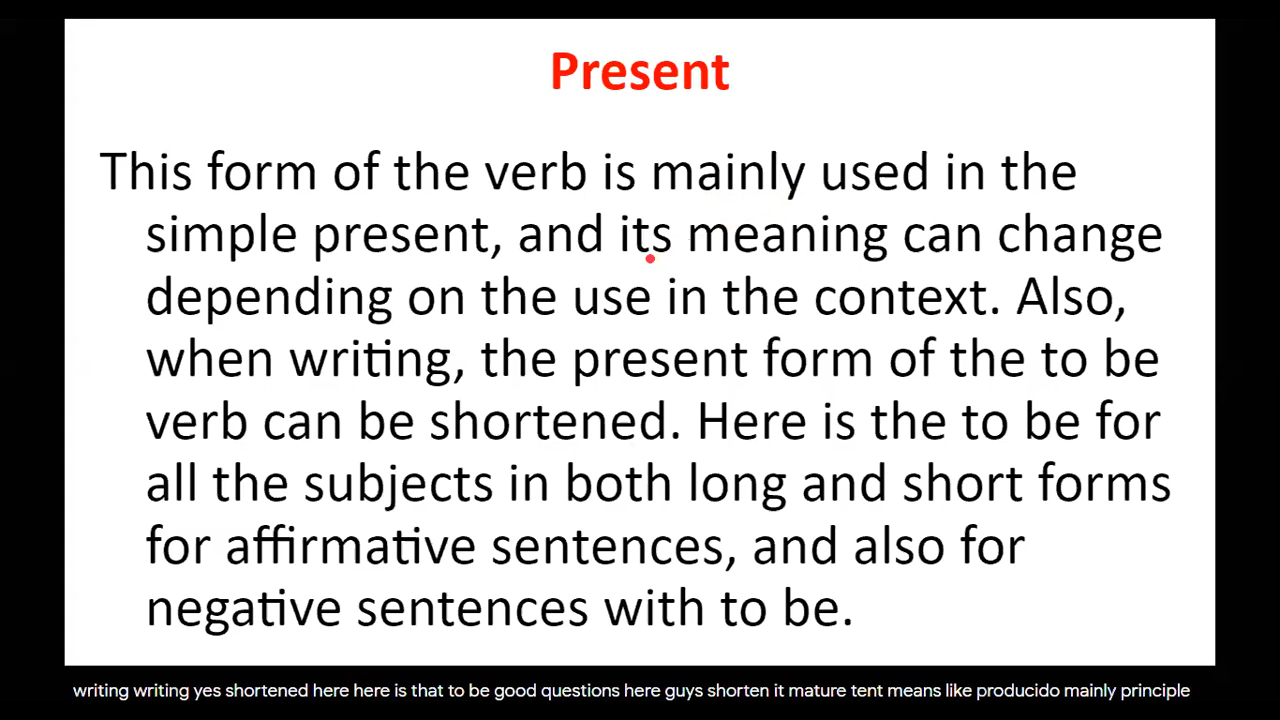 Present
This form of the verb is mainly used in the
simple present, and its meaning can change
depending on the use in the context. Also,
when writing, the present form of the to be
verb can be shortened. Here is the to be for
all the subjects in both long and short forms
for affirmative sentences, and also for
negative sentences with to be.
writing writing yes shortened here here is that to be good questions here guys shorten it mature tent means like producido mainly principle